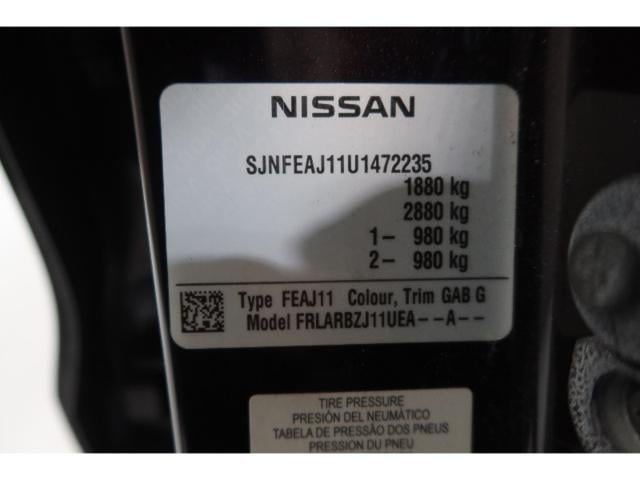 NISSAN
SJNFEAJ11U1472235
1880 kg
2880 kg
1- 980 kg
2- 980 kg
Type FEAJ11 Colour, Trim GAB G
Model FRLARBZJ11UEA--A--
TIRE PRESSURE
PRESIÓN DEL NEUMÁTICO
TABELA DE PRESSÃO DOS PNEUS
PRESSION DU PNEU